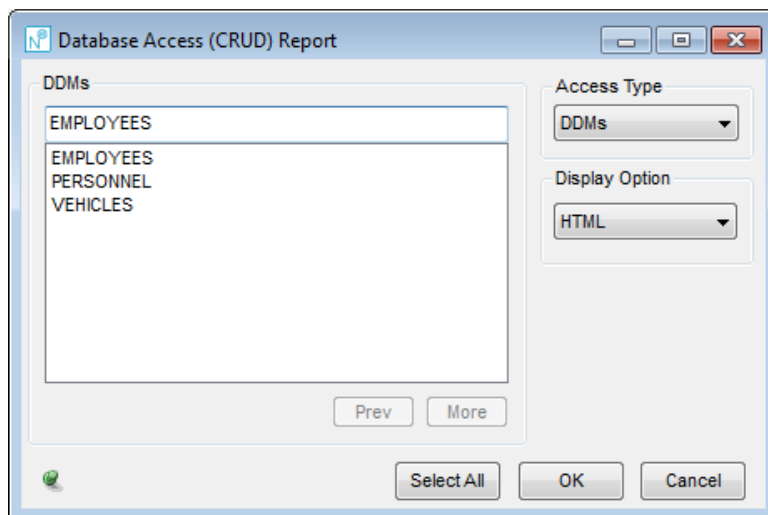 Database Access (CRUD) Report
DDMs
EMPLOYEES
EMPLOYEES
PERSONNEL
VEHICLES
Prev
More
Access Type
DDMs
Display Option
HTML
Select All
OK
Cancel